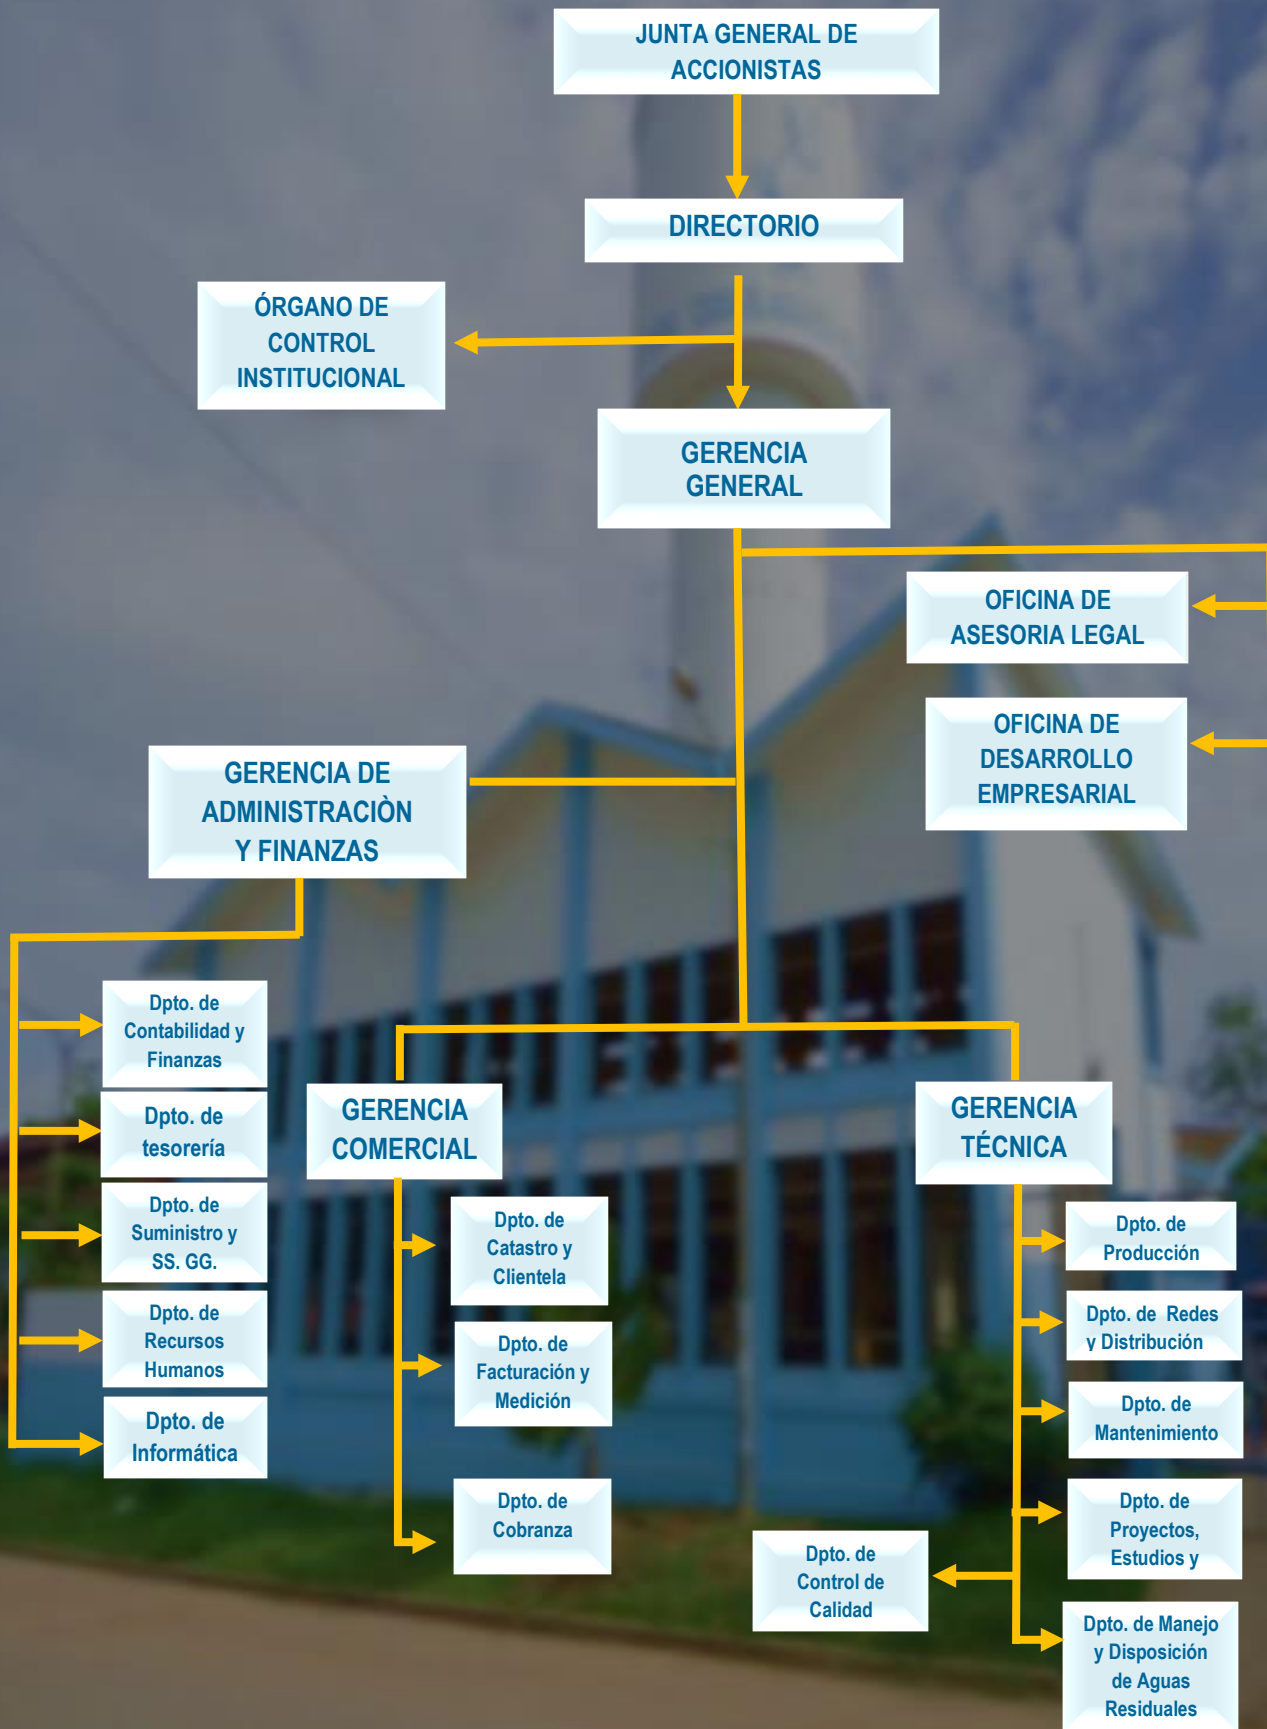 JUNTA GENERAL DE
ACCIONISTAS
DIRECTORIO
ÓRGANO DE
CONTROL
INSTITUCIONAL
GERENCIA
GENERAL
OFICINA DE
ASESORIA LEGAL
OFICINA DE
DESARROLLO
EMPRESARIAL
GERENCIA DE
ADMINISTRACIÒN
Y FINANZAS
Dpto. de
Contabilidad y
Finanzas
Dpto. de
tesorería
Dpto. de
Suministro y
SS. GG.
Dpto. de
Recursos
Humanos
Dpto. de
Informática
GERENCIA
COMERCIAL
Dpto. de
Catastro y
Clientela
Dpto. de
Facturación y
Medición
Dpto. de
Cobranza
GERENCIA
TÉCNICA
Dpto. de
Producción
Dpto. de Redes
y Distribución
Dpto. de
Mantenimiento
Dpto. de
Proyectos,
Estudios y
Dpto. de
Control de
Calidad
Dpto. de Manejo
y Disposición
de Aguas
Residuales